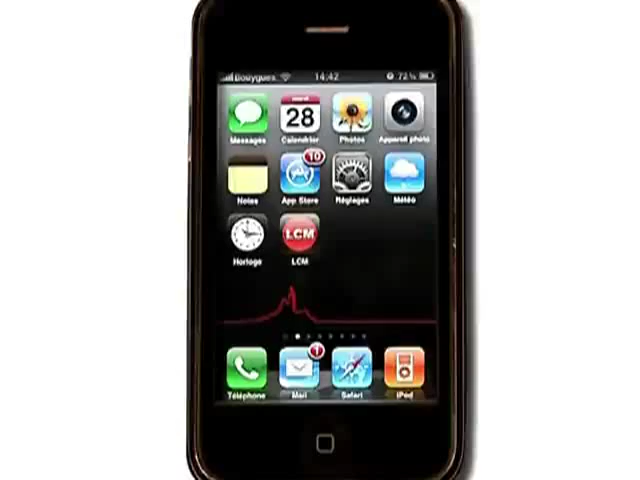 Bouygues 14:42 72 %
28
Messages Calendrier Photos Appareil photo
10
Notes App Store Réglages Météo
LCM
Horloge LCM
1
Téléphone Mail Safari iPod